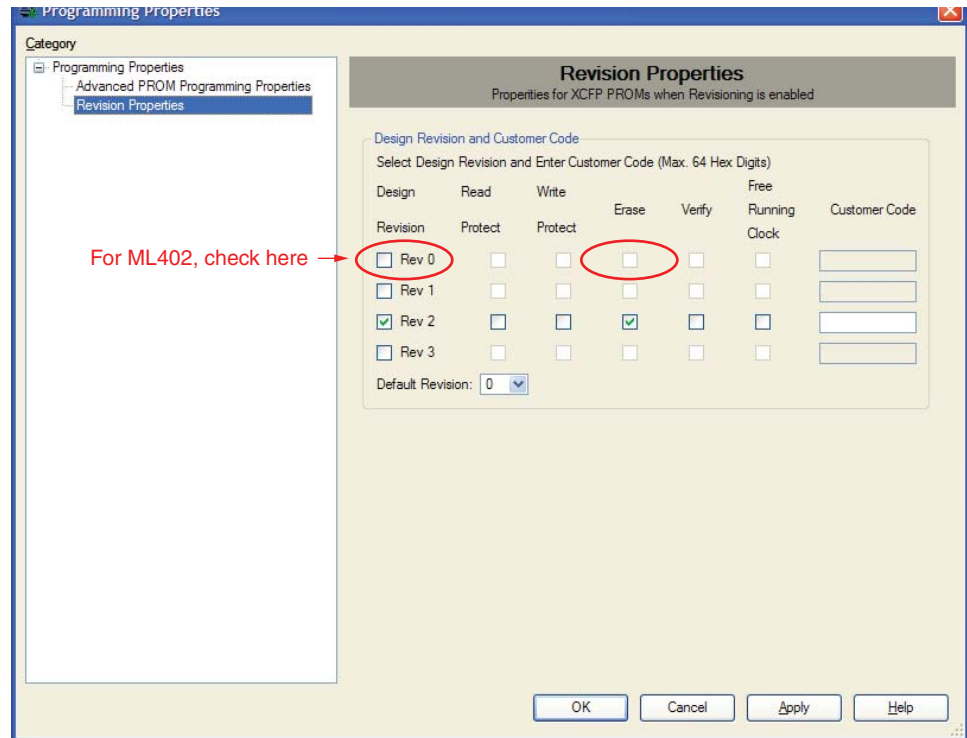 Programming Properties
Category
Programming Properties
Advanced PROM Programming Properties
Revision Properties
Revision Properties
Properties for XCFP PROMs when Revisioning is enabled
Design Revision and Customer Code
Select Design Revision and Enter Customer Code (Max. 64 Hex Digits)
Design Revision
Read Protect
Write Protect
Erase
Verify
Free Running Clock
Customer Code
For ML402, check here
Rev 0
Rev 1
Rev 2
Rev 3
Default Revision: 0
OK Cancel Apply Help